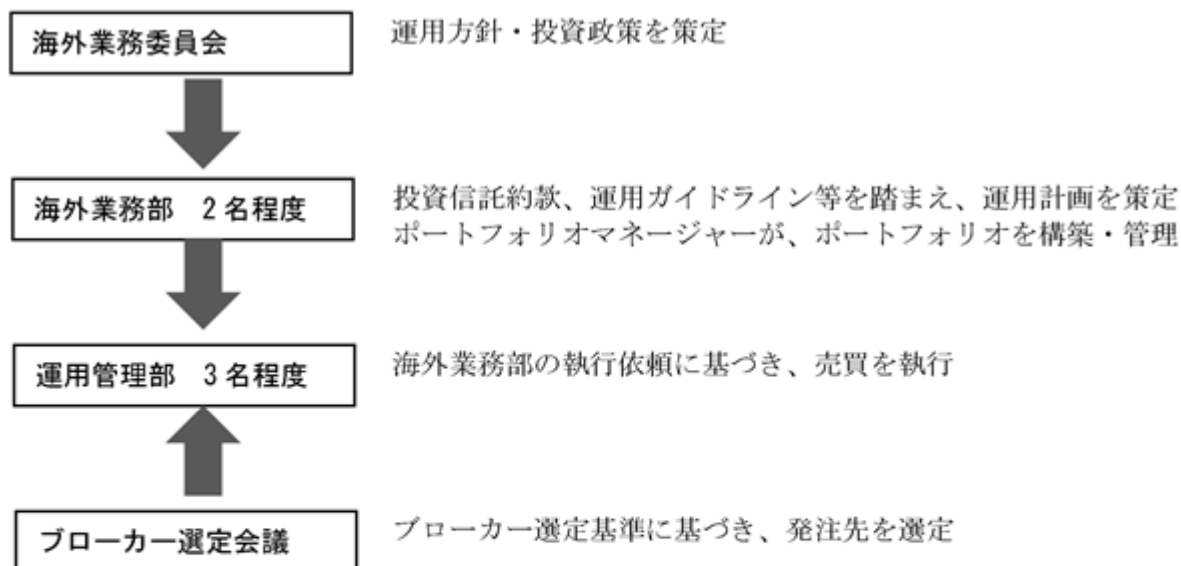 海外業務委員会
運用方針・投資政策を策定
海外業務部 2名程度
投資信託約款、運用ガイドライン等を踏まえ、運用計画を策定
ポートフォリオマネージャーが、ポートフォリオを構築・管理
運用管理部 3名程度
海外業務部の執行依頼に基づき、売買を執行
ブローカー選定会議
ブローカー選定基準に基づき、発注先を選定